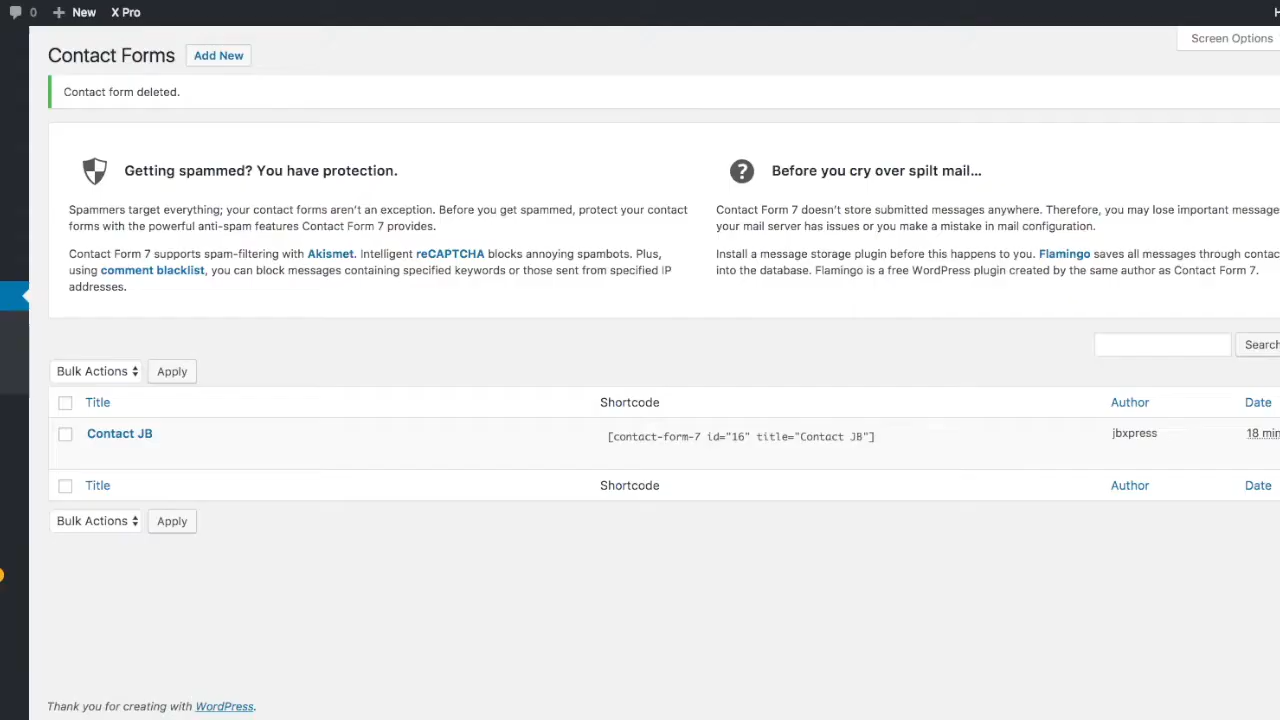 0 New X Pro H
Screen Options
Contact Forms Add New
Contact form deleted.
Getting spammed? You have protection.
Spammers target everything; your contact forms aren't an exception. Before you get spammed, protect your contact
forms with the powerful anti-spam features Contact Form 7 provides.
Contact Form 7 supports spam-filtering with Akismet. Intelligent reCAPTCHA blocks annoying spambots. Plus,
using comment blacklist, you can block messages containing specified keywords or those sent from specified IP
addresses.
Before you cry over spilt mail…
Contact Form 7 doesn't store submitted messages anywhere. Therefore, you may lose important message
your mail server has issues or you make a mistake in mail configuration.
Install a message storage plugin before this happens to you. Flamingo saves all messages through contac
into the database. Flamingo is a free WordPress plugin created by the same author as Contact Form 7.
Search
Bulk Actions Apply
Title Shortcode Author Date
Contact JB [contact-form-7 id="16" title="Contact JB"] jbxpress 18 min
Title Shortcode Author Date
Bulk Actions Apply
Thank you for creating with WordPress.